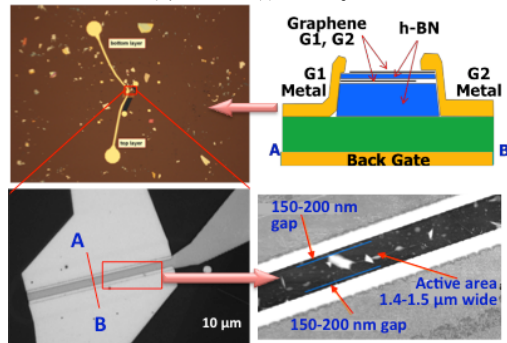 bottom layer
top layer
Graphene
G1, G2
h-BN
G1
Metal
G2
Metal
A
B
Back Gate
A
B
10 µm
150-200 nm
gap
Active area
1.4-1.5 µm wide
150-200 nm gap